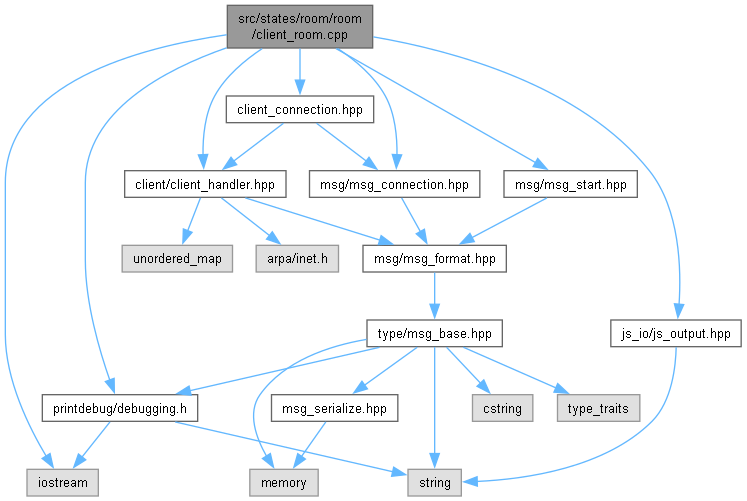 src/states/room/room
/client_room.cpp
client_connection.hpp
client/client_handler.hpp
msg/msg_connection.hpp
msg/msg_start.hpp
unordered_map
arpa/inet.h
msg/msg_format.hpp
type/msg_base.hpp
js_io/js_output.hpp
printdebug/debugging.h
msg_serialize.hpp
cstring
type_traits
iostream
memory
string